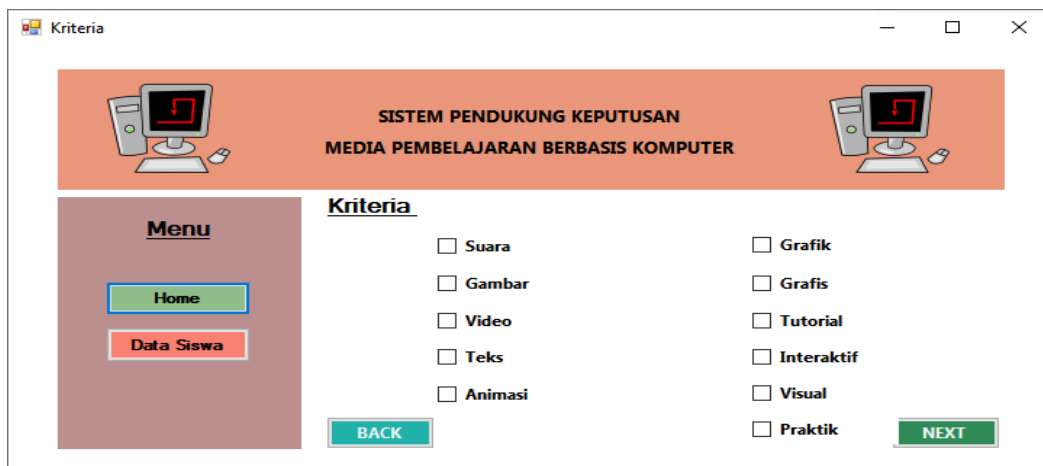 Kriteria
SISTEM PENDUKUNG KEPUTUSAN
MEDIA PEMBELAJARAN BERBASIS KOMPUTER
Menu
Home
Data Siswa
Kriteria
Suara
Gambar
Video
Teks
Animasi
Grafik
Grafis
Tutorial
Interaktif
Visual
Praktik
BACK
NEXT